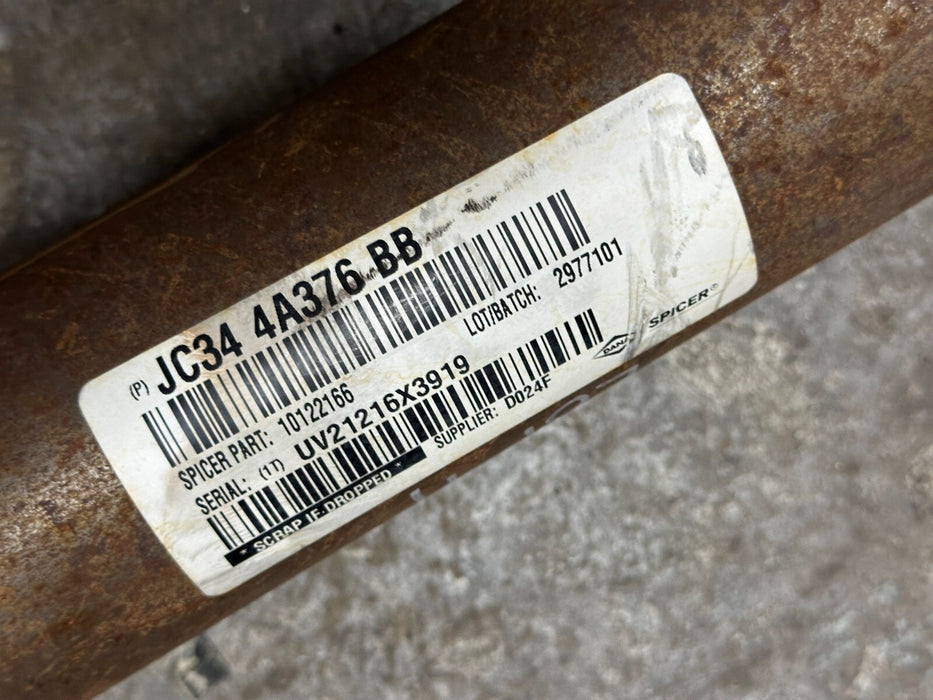 (P) JC34 4A376 BB
SPICER PART: 10122166 LOT/BATCH: 2977101
SERIAL: (1T) UV21216X3919
* SCRAP IF DROPPED * SUPPLIER: D024F
DANA SPICER®